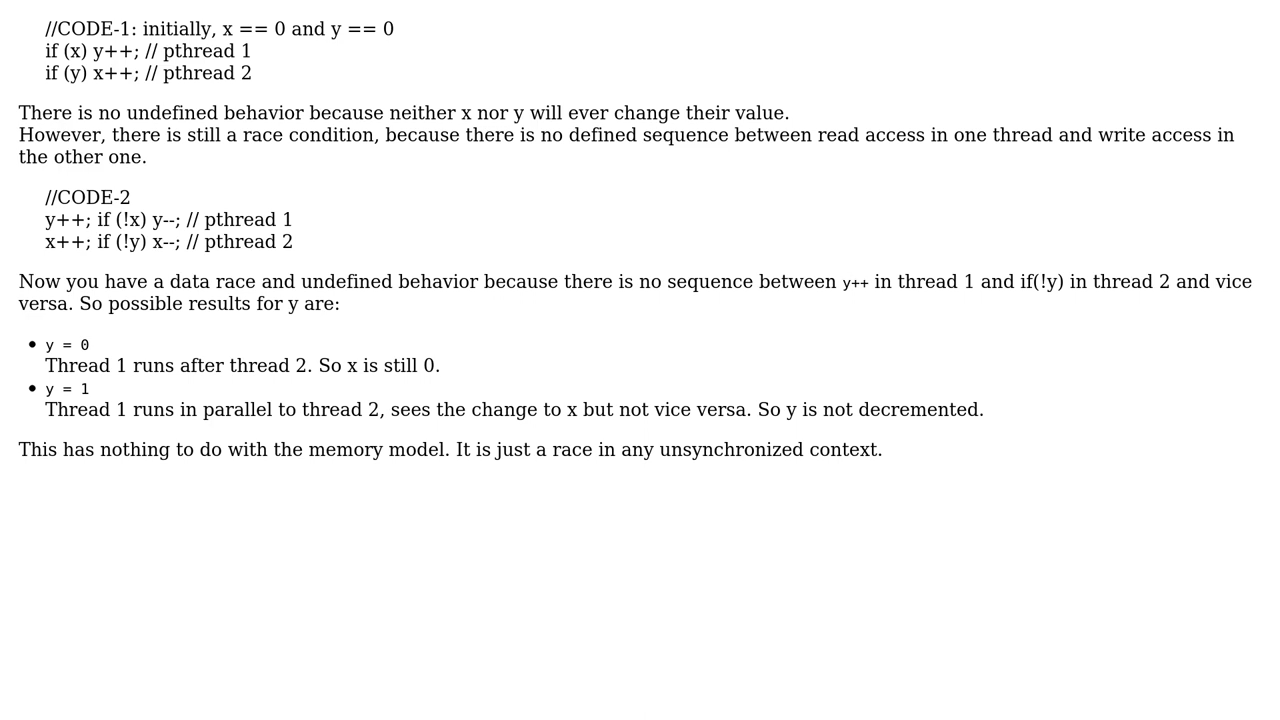 //CODE-1: initially, x == 0 and y == 0
if (x) y++; // pthread 1
if (y) x++; // pthread 2
There is no undefined behavior because neither x nor y will ever change their value.
However, there is still a race condition, because there is no defined sequence between read access in one thread and write access in
the other one.
//CODE-2
y++; if (!x) y--; // pthread 1
x++; if (!y) x--; // pthread 2
Now you have a data race and undefined behavior because there is no sequence between y++ in thread 1 and if(!y) in thread 2 and vice
versa. So possible results for y are:
• y = 0
Thread 1 runs after thread 2. So x is still 0.
• y = 1
Thread 1 runs in parallel to thread 2, sees the change to x but not vice versa. So y is not decremented.
This has nothing to do with the memory model. It is just a race in any unsynchronized context.